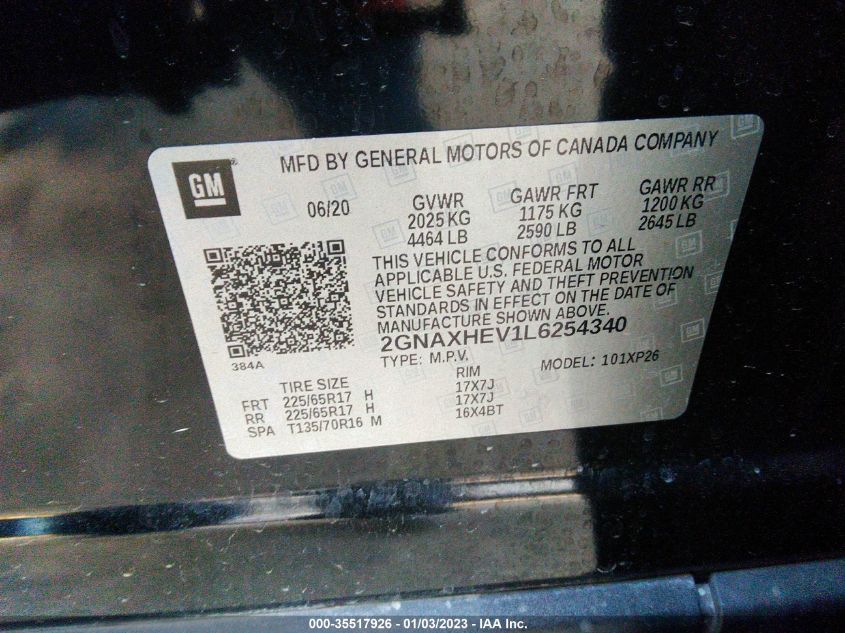 GM
MFD BY GENERAL MOTORS OF CANADA COMPANY
06/20
GVWR
2025 KG
4464 LB
GAWR FRT
1175 KG
2590 LB
GAWR RR
1200 KG
2645 LB
THIS VEHICLE CONFORMS TO ALL
APPLICABLE U.S. FEDERAL MOTOR
VEHICLE SAFETY AND THEFT PREVENTION
STANDARDS IN EFFECT ON THE DATE OF
MANUFACTURE SHOWN ABOVE.
2GNAXHEV1L6254340
TYPE: M.P.V. MODEL: 101XP26
384A
TIRE SIZE RIM
FRT 225/65R17 H 17X7J
RR 225/65R17 H 17X7J
SPA T135/70R16 M 16X4BT
000-35517926 - 01/03/2023 - IAA Inc.